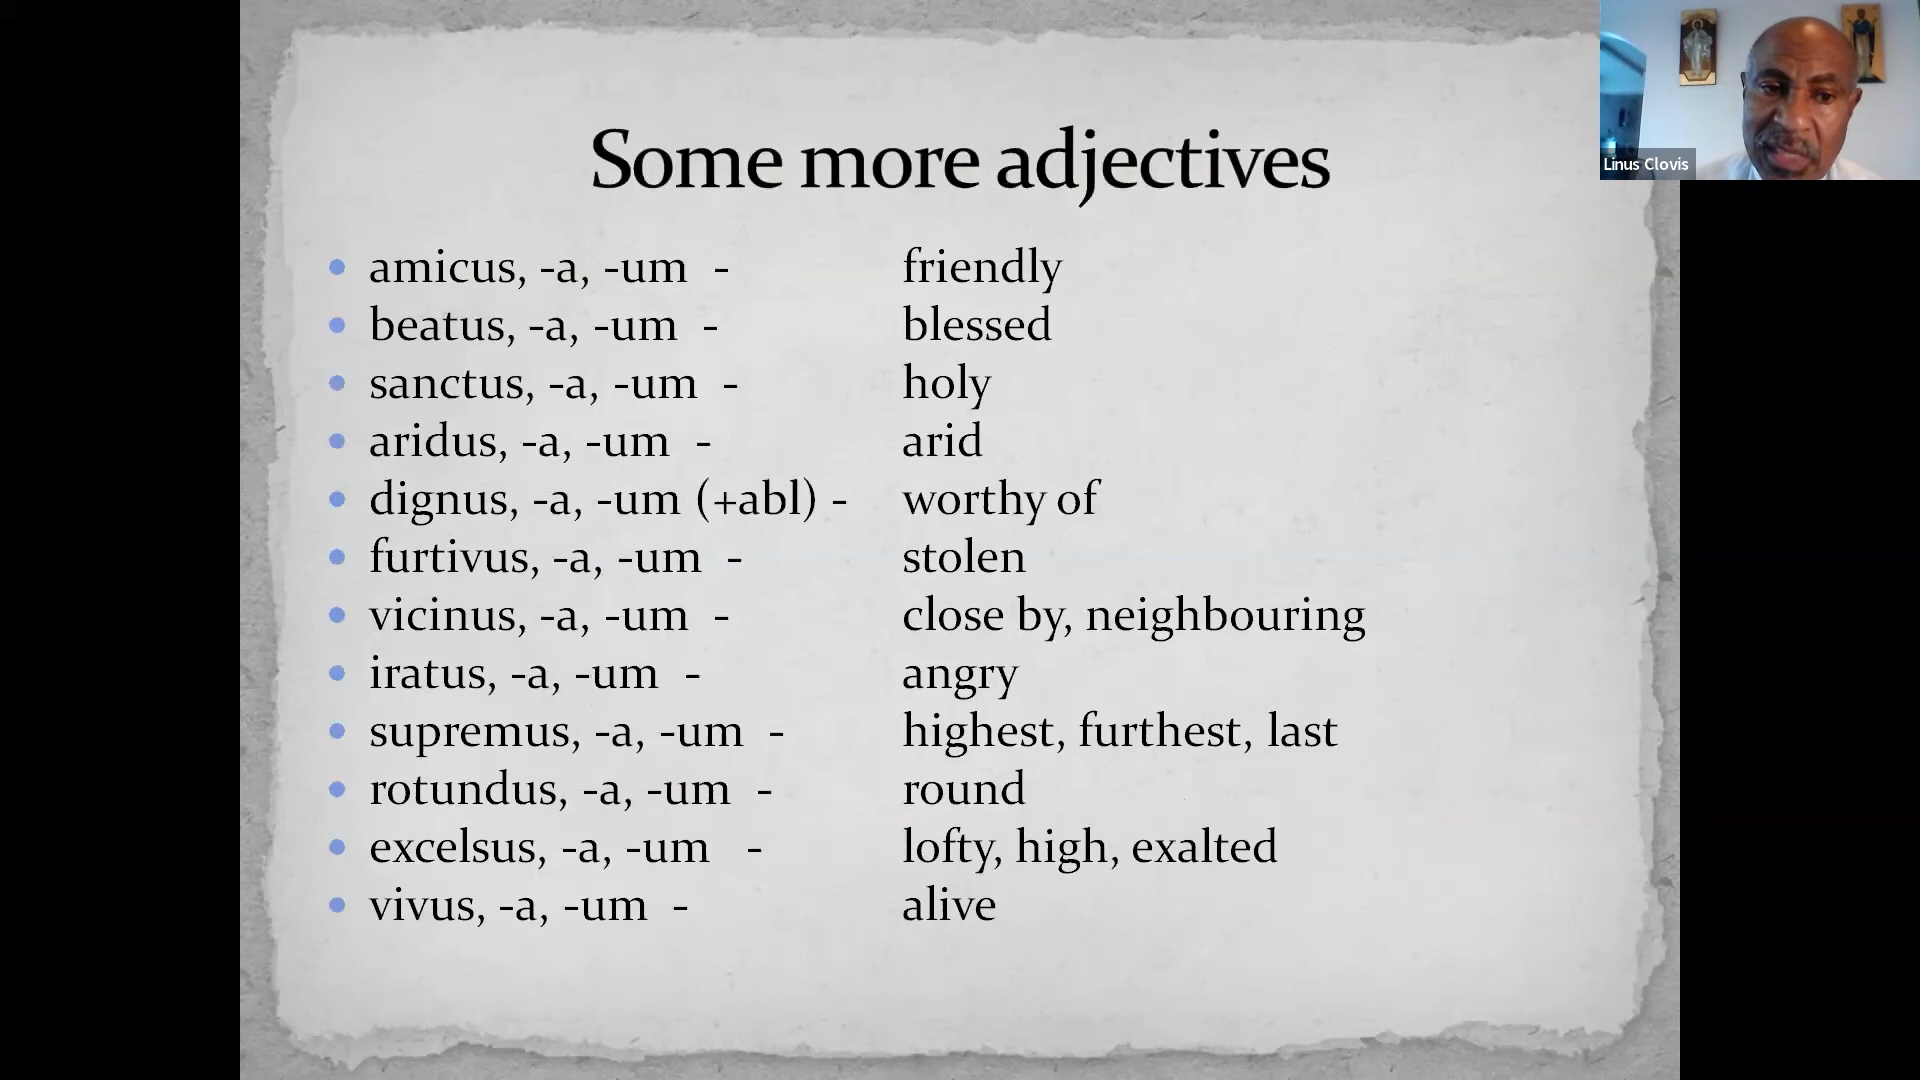 Some more adjectives
• amicus, -a, -um - friendly
• beatus, -a, -um - blessed
• sanctus, -a, -um - holy
• aridus, -a, -um - arid
• dignus, -a, -um (+abl) - worthy of
• furtivus, -a, -um - stolen
• vicinus, -a, -um - close by, neighbouring
• iratus, -a, -um - angry
• supremus, -a, -um - highest, furthest, last
• rotundus, -a, -um - round
• excelsus, -a, -um - lofty, high, exalted
• vivus, -a, -um - alive
Linus Clovis